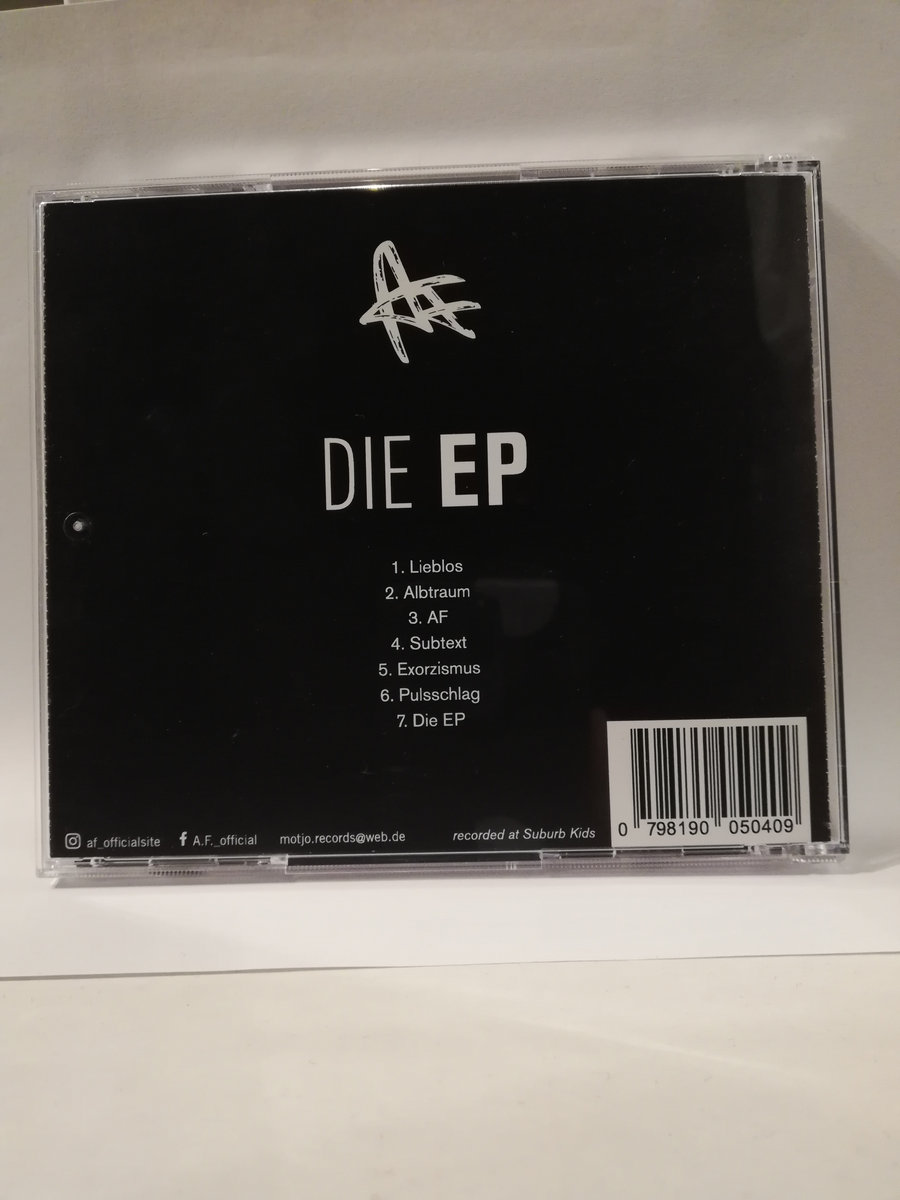 AF
DIE EP
1. Lieblos
2. Albtraum
3. AF
4. Subtext
5. Exorzismus
6. Pulsschlag
7. Die EP
af_officialsite A.F._official motjo.records@web.de recorded at Suburb Kids
0 798190 050409